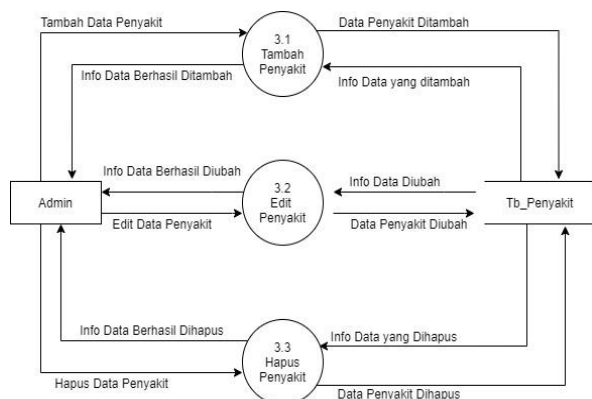 Tambah Data Penyakit
Data Penyakit Ditambah
3.1
Tambah
Penyakit
Info Data Berhasil Ditambah
Info Data yang ditambah
Info Data Berhasil Diubah
Info Data Diubah
Admin
3.2
Edit
Penyakit
Tb_Penyakit
Edit Data Penyakit
Data Penyakit Diubah
Info Data Berhasil Dihapus
Info Data yang Dihapus
3.3
Hapus
Penyakit
Hapus Data Penyakit
Data Penyakit Dihapus